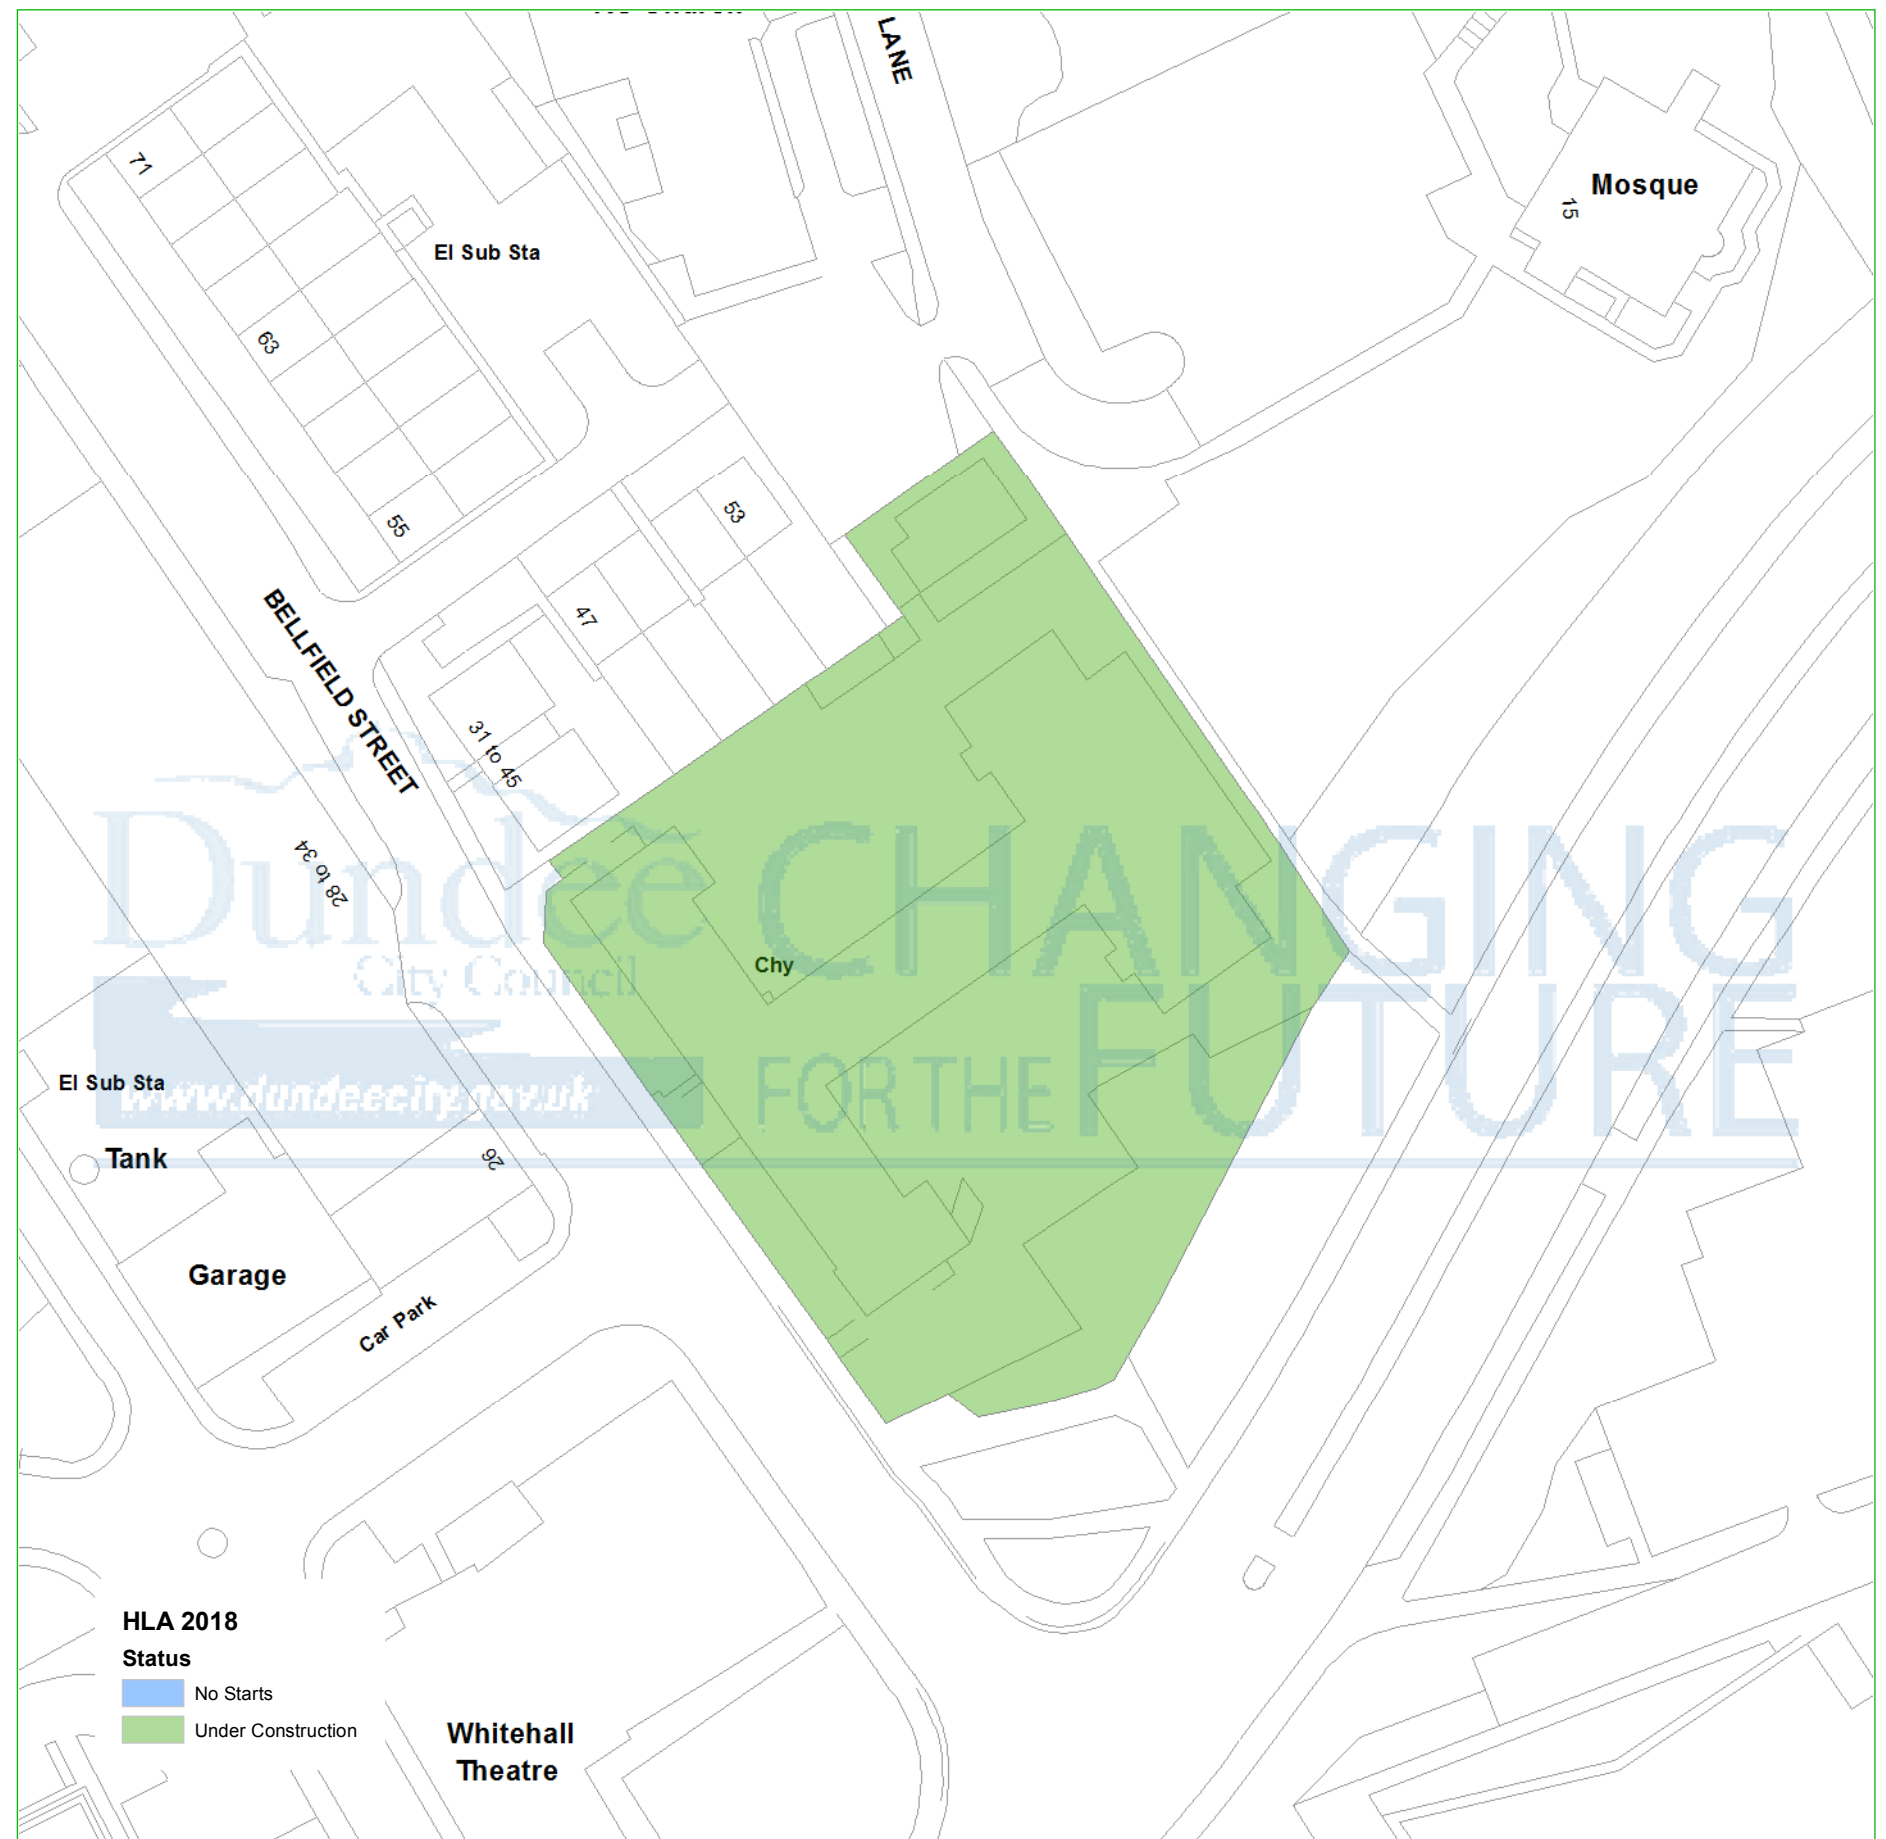 LANE
71
Mosque
15
El Sub Sta
63
53
55
47
BELLFIELD STREET
31 to 45
28 to 34
Dundee
City Council
www.dundeecity.gov.uk
CHANGING
FOR THE FUTURE
Chy
El Sub Sta
Tank
26
Garage
Car Park
HLA 2018
Status
No Starts
Under Construction
Whitehall
Theatre